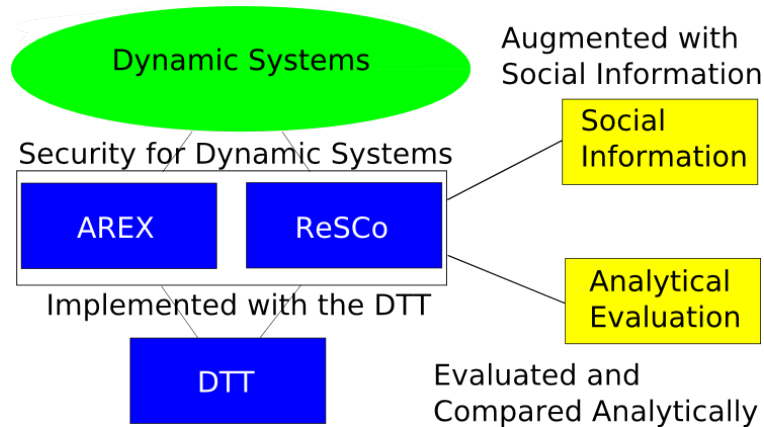 Dynamic Systems
Augmented with
Social Information
Social
Information
Security for Dynamic Systems
AREX
ReSCo
Analytical
Evaluation
Implemented with the DTT
DTT
Evaluated and
Compared Analytically